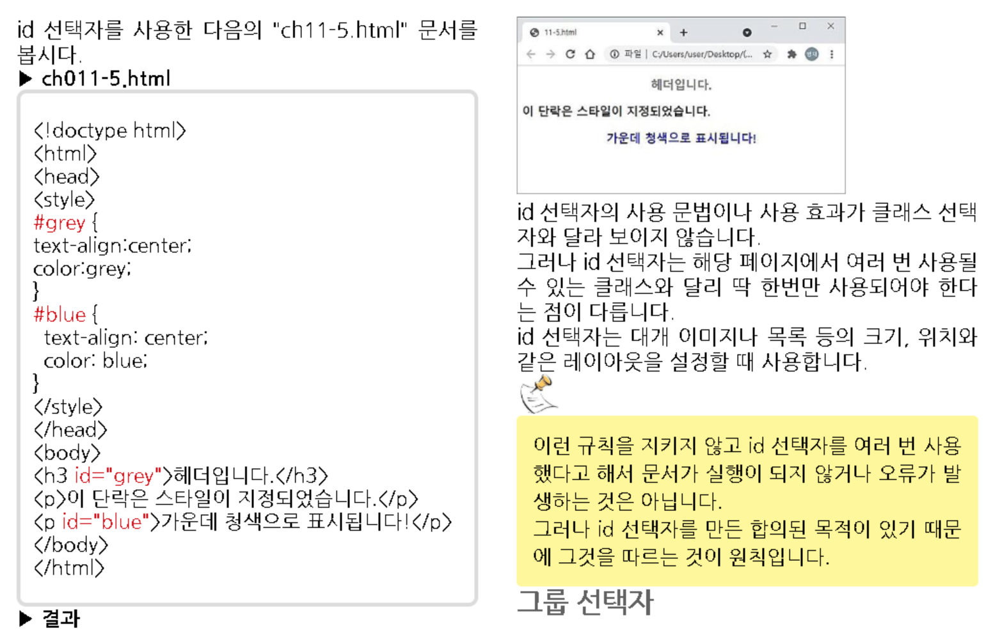 id 선택자를 사용한 다음의 "ch11-5.html" 문서를
봅시다.
▶ ch011-5.html
<!doctype html>
<html>
<head>
<style>
#grey {
text-align:center;
color:grey;
}
#blue {
text-align: center;
color: blue;
}
</style>
</head>
<body>
<h3 id="grey">헤더입니다.</h3>
<p>이 단락은 스타일이 지정되었습니다.</p>
<p id="blue">가운데 청색으로 표시됩니다!</p>
</body>
</html>
▶ 결과
11-5.html
파일 | C:/Users/user/Desktop/(...
헤더입니다.
이 단락은 스타일이 지정되었습니다.
가운데 청색으로 표시됩니다!
id 선택자의 사용 문법이나 사용 효과가 클래스 선택
자와 달라 보이지 않습니다.
그러나 id 선택자는 해당 페이지에서 여러 번 사용될
수 있는 클래스와 달리 딱 한번만 사용되어야 한다
는 점이 다릅니다.
id 선택자는 대개 이미지나 목록 등의 크기, 위치와
같은 레이아웃을 설정할 때 사용합니다.
이런 규칙을 지키지 않고 id 선택자를 여러 번 사용
했다고 해서 문서가 실행이 되지 않거나 오류가 발
생하는 것은 아닙니다.
그러나 id 선택자를 만든 합의된 목적이 있기 때문
에 그것을 따르는 것이 원칙입니다.
그룹 선택자